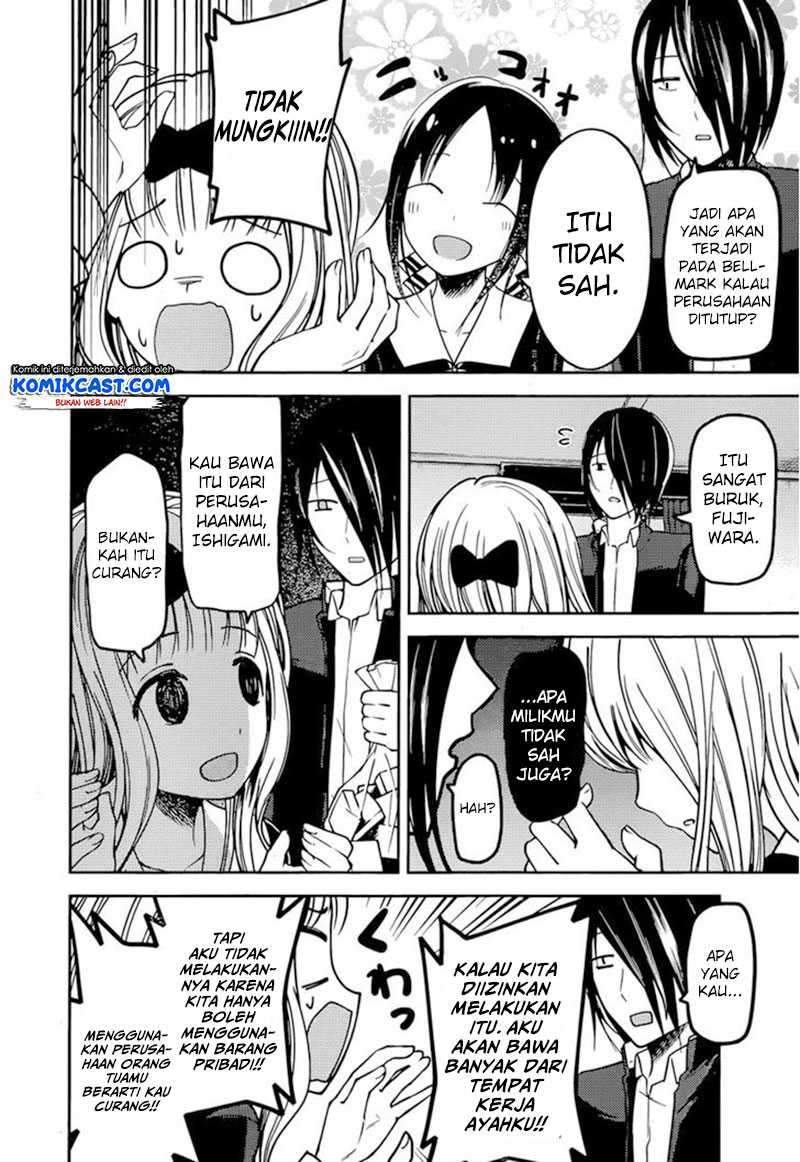 JADI APA
YANG AKAN
TERJADI
PADA BELL-
MARK KALAU
PERUSAHAAN
DITUTUP?
ITU
TIDAK
SAH.
ニッ
コオォ
TIDAK
MUNGKIIIN!!
Komik ini diterjemahkan & diedit oleh
KOMIKCAST.COM
BUKAN WEB LAIN!!
ITU
SANGAT
BURUK,
FUJI-
WARA.
...APA
MILIKMU
TIDAK
SAH
JUGA?
HAH?
KAU BAWA
ITU DARI
PERUSA-
HAANMU,
ISHIGAMI.
BUKAN-
KAH ITU
CURANG?
APA
YANG
KAU...
KALAU KITA
DIIZINKAN
MELAKUKAN
ITU. AKU
AKAN BAWA
BANYAK DARI
TEMPAT
KERJA
AYAHKU!!
くわっ
TAPI
AKU TIDAK
MELAKUKAN-
NYA KARENA
KITA HANYA
BOLEH
MENGGUNA-
KAN BARANG
PRIBADI!!
MENGGUNA-
KAN PERUSA-
HAAN ORANG
TUAMU
BERARTI KAU
CURANG!!